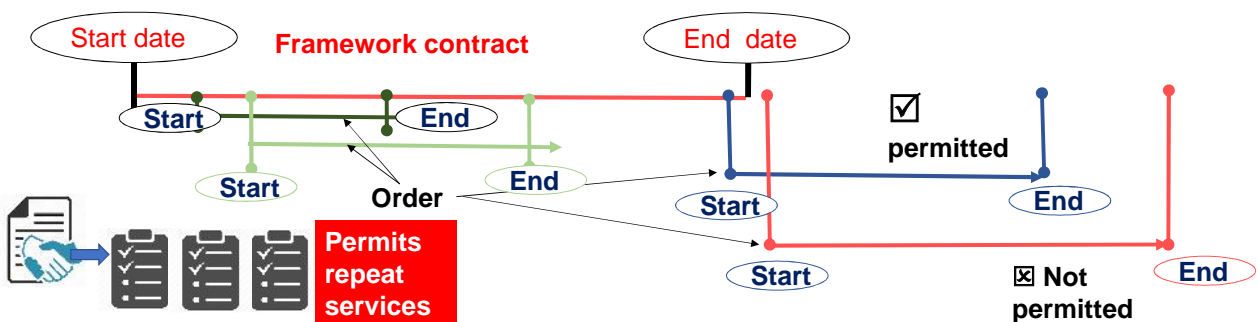 Start date
Framework contract
End date
Start
End
Start
End
Order
☑
permitted
Start
End
Start
End
☒ Not
permitted
Permits
repeat
services